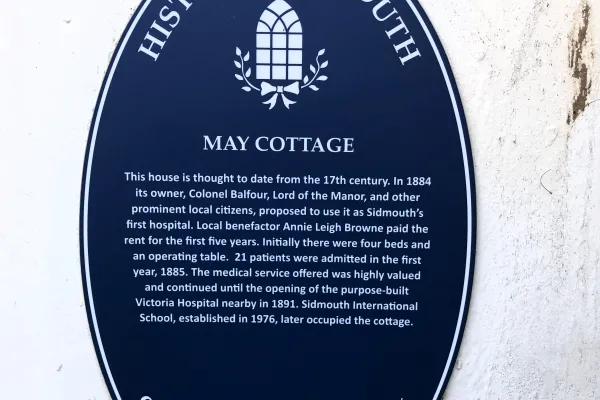 HIST
OUTH
MAY COTTAGE
This house is thought to date from the 17th century. In 1884
its owner, Colonel Balfour, Lord of the Manor, and other
prominent local citizens, proposed to use it as Sidmouth's
first hospital. Local benefactor Annie Leigh Browne paid the
rent for the first five years. Initially there were four beds and
an operating table. 21 patients were admitted in the first
year, 1885. The medical service offered was highly valued
and continued until the opening of the purpose-built
Victoria Hospital nearby in 1891. Sidmouth International
School, established in 1976, later occupied the cottage.